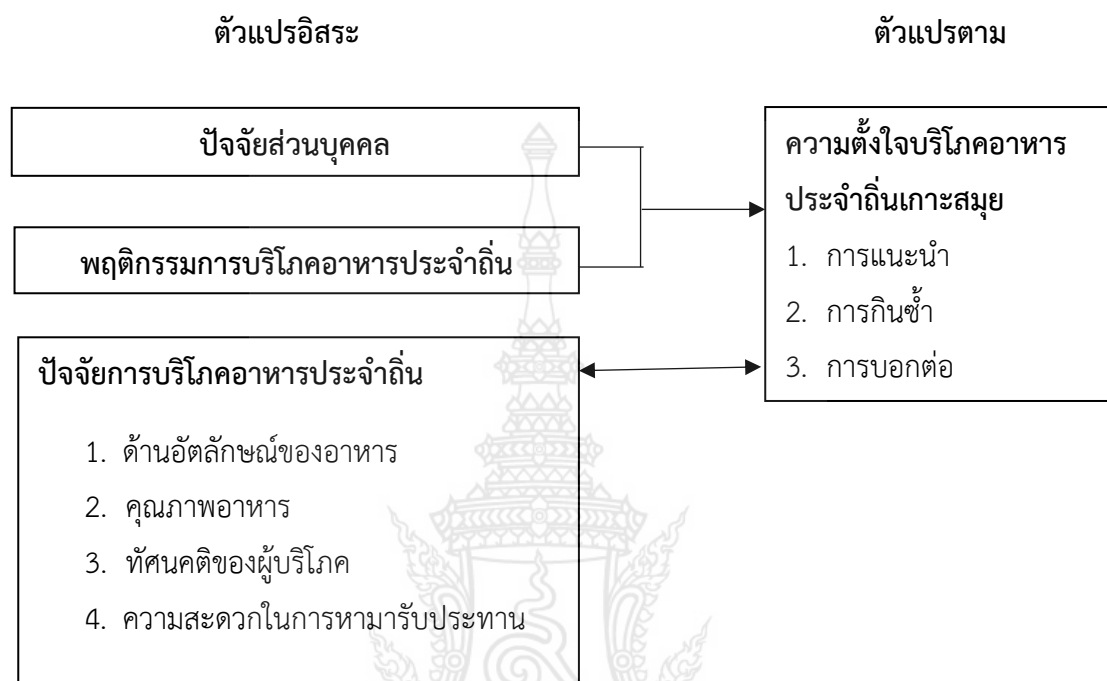 ตัวแปรอิสระ
ตัวแปรตาม
ปัจจัยส่วนบุคคล
พฤติกรรมการบริโภคอาหารประจำถิ่น
ปัจจัยการบริโภคอาหารประจำถิ่น
1. ด้านอัตลักษณ์ของอาหาร
2. คุณภาพอาหาร
3. ทัศนคติของผู้บริโภค
4. ความสะดวกในการหามารับประทาน
ความตั้งใจบริโภคอาหาร
ประจำถิ่นเกาะสมุย
1. การแนะนำ
2. การกินซ้ำ
3. การบอกต่อ